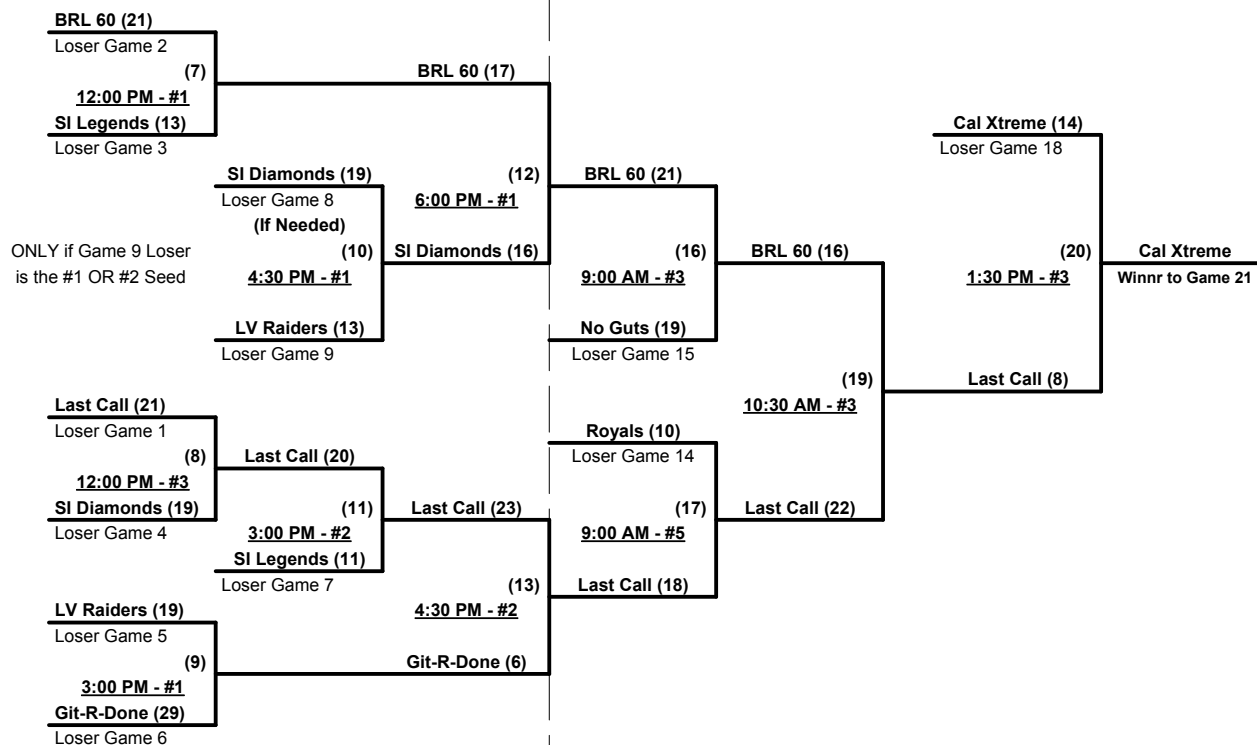 BRL 60 (21)
Loser Game 2
(7)
12:00 PM - #1
SI Legends (13)
Loser Game 3
BRL 60 (17)
SI Diamonds (19)
Loser Game 8
(If Needed)
(10)
4:30 PM - #1
LV Raiders (13)
Loser Game 9
ONLY if Game 9 Loser
is the #1 OR #2 Seed
(12)
6:00 PM - #1
SI Diamonds (16)
BRL 60 (21)
(16)
9:00 AM - #3
No Guts (19)
Loser Game 15
BRL 60 (16)
Cal Xtreme (14)
Loser Game 18
(20)
1:30 PM - #3
Cal Xtreme
Winnr to Game 21
Last Call (21)
Loser Game 1
(8)
12:00 PM - #3
SI Diamonds (19)
Loser Game 4
Last Call (20)
(11)
3:00 PM - #2
SI Legends (11)
Loser Game 7
Last Call (23)
(13)
4:30 PM - #2
Git-R-Done (6)
Royals (10)
Loser Game 14
(17)
9:00 AM - #5
Last Call (18)
Last Call (22)
(19)
10:30 AM - #3
Last Call (8)
LV Raiders (19)
Loser Game 5
(9)
3:00 PM - #1
Git-R-Done (29)
Loser Game 6